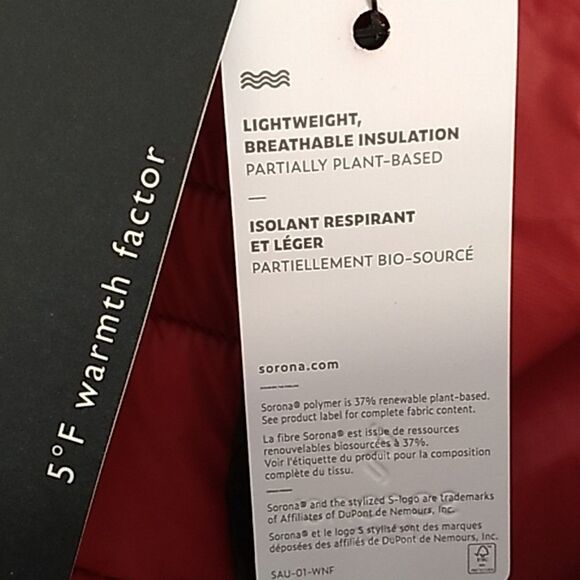 5°F warmth factor
LIGHTWEIGHT,
BREATHABLE INSULATION
PARTIALLY PLANT-BASED
ISOLANT RESPIRANT
ET LÉGER
PARTIELLEMENT BIO-SOURCÉ
sorona.com
Sorona® polymer is 37% renewable plant-based.
See product label for complete fabric content.
La fibre Sorona® est issue de ressources
renouvelables biosourcées à 37%.
Voir l'étiquette du produit pour la composition
complète du tissu.
Sorona® and the stylized S-logo are trademarks
of Affiliates of DuPont de Nemours, Inc.
Sorona® et le logo S stylisé sont des marques
déposées des affiliés de DuPont de Nemours, Inc.
SAU-01-WNF